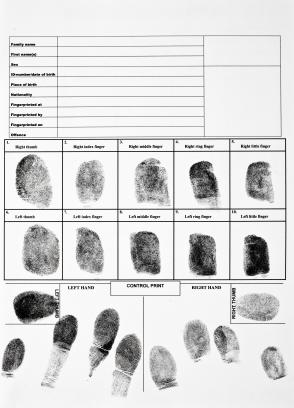 Family name
First name(s)
Sex
ID number/date of birth
Place of birth
Nationality
Fingerprinted at
Fingerprinted by
Fingerprinted on
Offence
1. Right thumb
2. Right index finger
3. Right middle finger
4. Right ring finger
5. Right little finger
6. Left thumb
7. Left index finger
8. Left middle finger
9. Left ring finger
10. Left little finger
LEFT HAND
CONTROL PRINT
RIGHT HAND
RIGHT THUMB